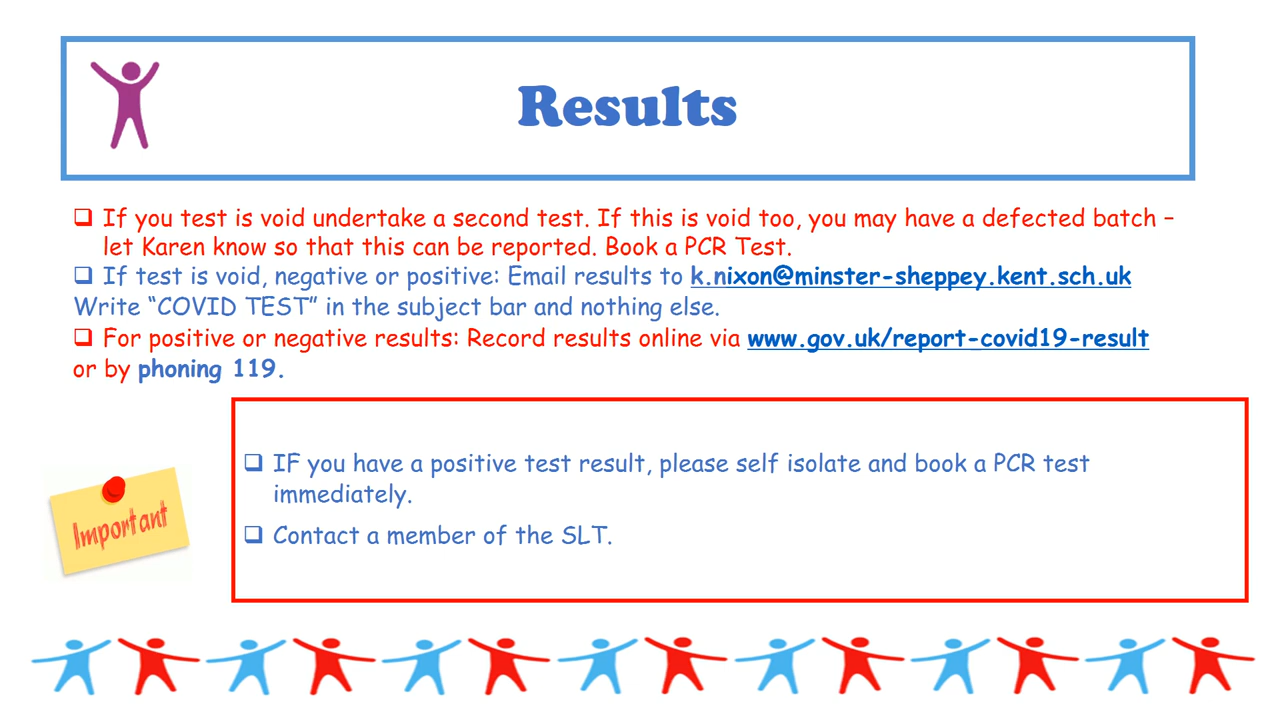 Results
❑ If you test is void undertake a second test. If this is void too, you may have a defected batch –
let Karen know so that this can be reported. Book a PCR Test.
❑ If test is void, negative or positive: Email results to k.nixon@minster-sheppey.kent.sch.uk
Write “COVID TEST” in the subject bar and nothing else.
❑ For positive or negative results: Record results online via www.gov.uk/report-covid19-result
or by phoning 119.
❑ IF you have a positive test result, please self isolate and book a PCR test
immediately.
❑ Contact a member of the SLT.
Important